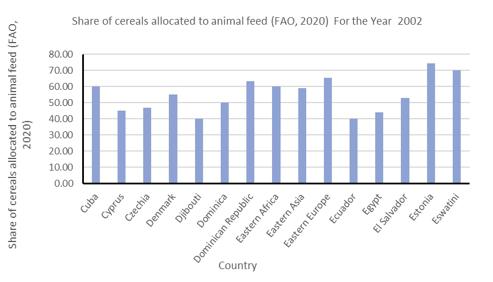 Share of cereals allocated to animal feed (FAO, 2020)  For the Year  2002
Share of cereals allocated to animal feed (FAO,
2020)
80.00
70.00
60.00
50.00
40.00
30.00
20.00
10.00
0.00
Cuba
Cyprus
Czechia
Denmark
Djibouti
Dominica
Dominican Republic
Eastern Africa
Eastern Asia
Eastern Europe
Ecuador
Egypt
El Salvador
Estonia
Eswatini
Country